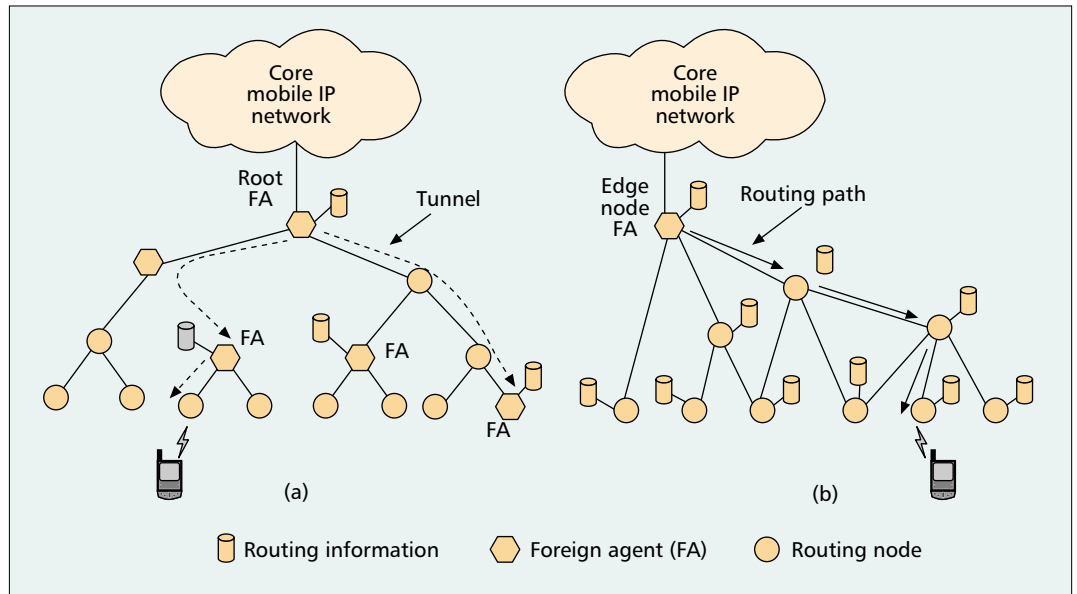 Core
mobile IP
network
Core
mobile IP
network
Root
FA
Tunnel
Edge
node
FA
Routing path
FA
FA
FA
(a)
(b)
Routing information
Foreign agent (FA)
Routing node